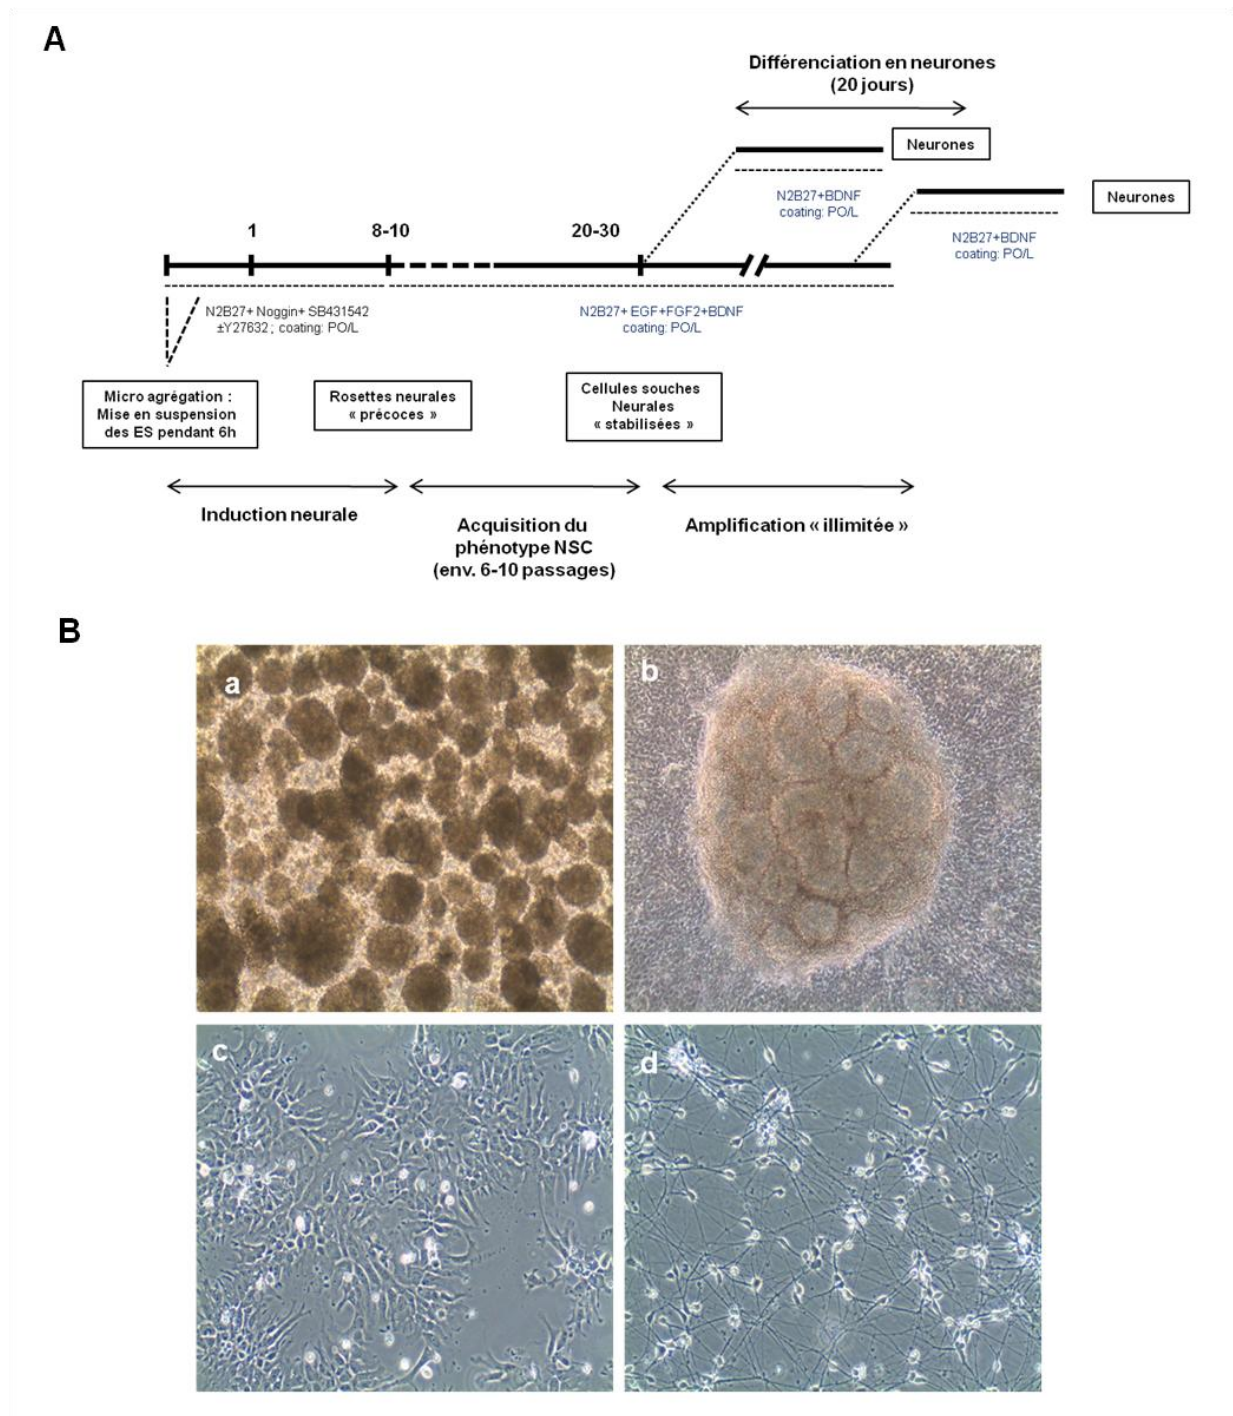 A
Différenciation en neurones
(20 jours)
Neurones
N2B27+BDNF
coating: PO/L
Neurones
N2B27+BDNF
coating: PO/L
1
8-10
20-30
N2B27+ Noggin+ SB431542
±Y27632 ; coating: PO/L
N2B27+ EGF+FGF2+BDNF
coating: PO/L
Micro agrégation :
Mise en suspension
des ES pendant 6h
Rosettes neurales
« précoces »
Cellules souches
Neurales
« stabilisées »
Induction neurale
Acquisition du
phénotype NSC
(env. 6-10 passages)
Amplification « illimitée »
B
a
b
c
d